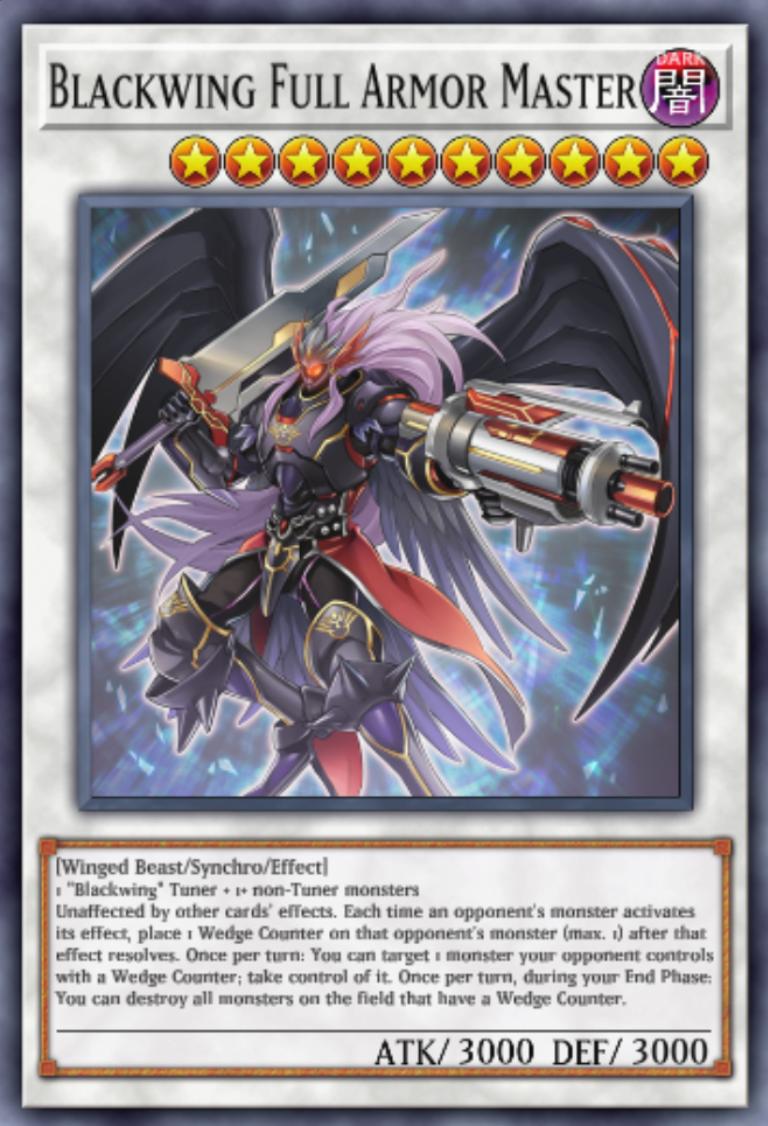 Blackwing Full Armor Master
DARK
闇
[Winged Beast/Synchro/Effect]
1 "Blackwing" Tuner + 1+ non-Tuner monsters
Unaffected by other cards' effects. Each time an opponent's monster activates
its effect, place 1 Wedge Counter on that opponent's monster (max. 1) after that
effect resolves. Once per turn: You can target 1 monster your opponent controls
with a Wedge Counter; take control of it. Once per turn, during your End Phase:
You can destroy all monsters on the field that have a Wedge Counter.
ATK/ 3000 DEF/ 3000